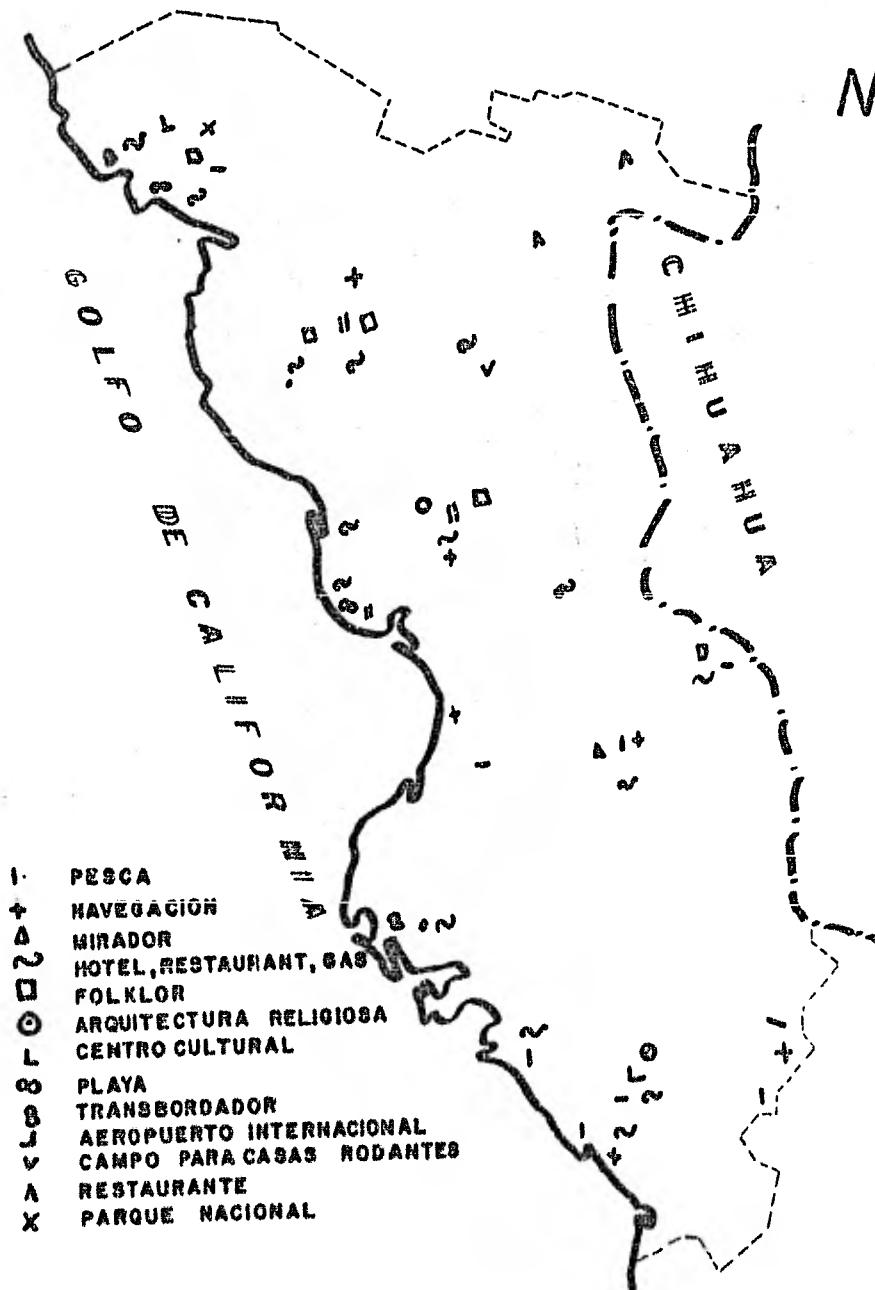 N
CHIHUAHUA
GOLFO DE CALIFORNIA
PESCA
NAVEGACION
MIRADOR
HOTEL, RESTAURANT, GAS
FOLKLOR
ARQUITECTURA RELIGIOSA
L CENTRO CULTURAL
PLAYA
TRANSBORDADOR
AEROPUERTO INTERNACIONAL
V CAMPO PARA CASAS RODANTES
RESTAURANTE
X PARQUE NACIONAL